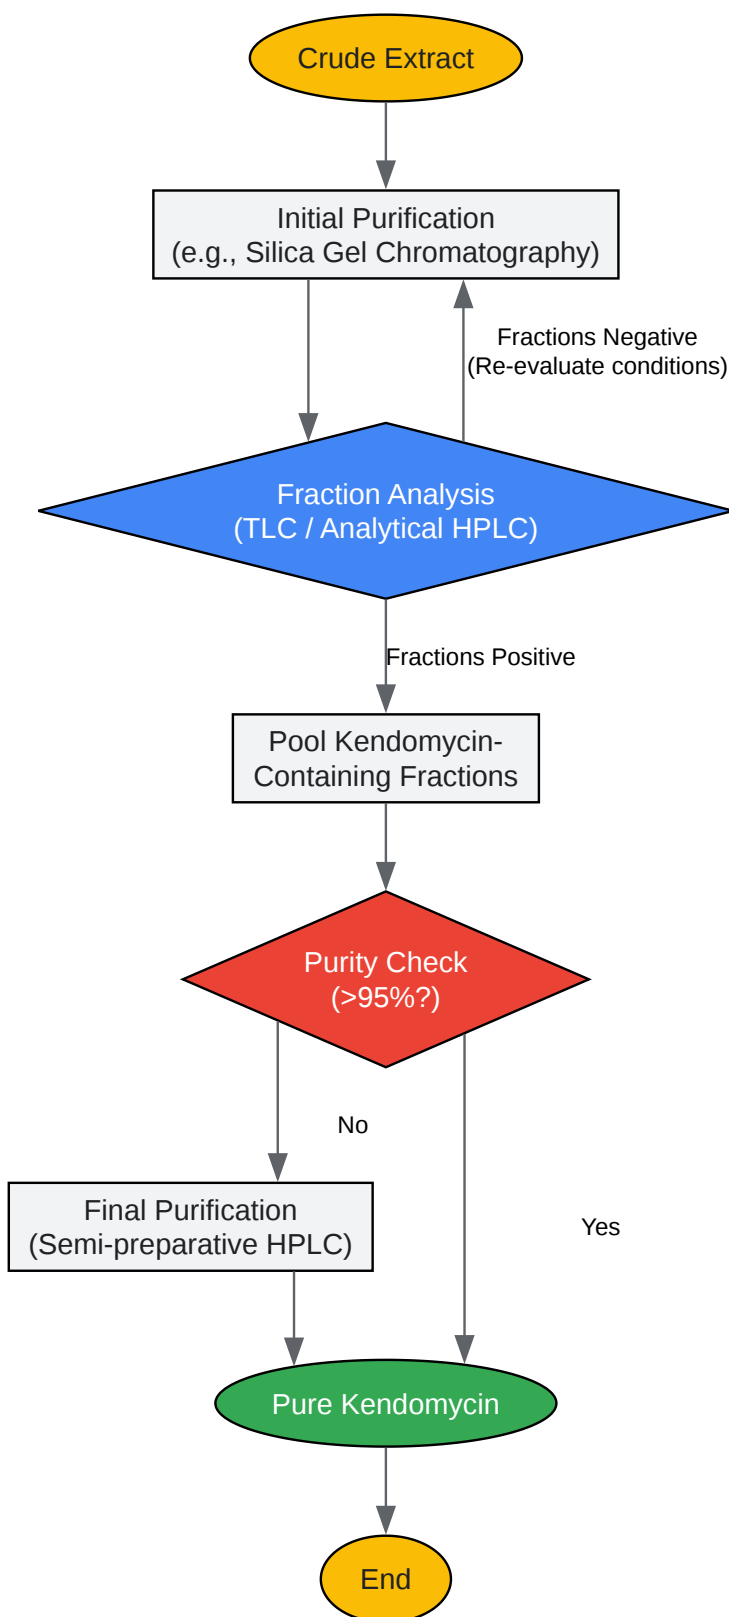 Crude Extract
Initial Purification
(e.g., Silica Gel Chromatography)
Fractions Negative
(Re-evaluate conditions)
Fraction Analysis
(TLC / Analytical HPLC)
Fractions Positive
Pool Kendomycin-
Containing Fractions
Purity Check
(>95%?)
No
Final Purification
(Semi-preparative HPLC)
Yes
Pure Kendomycin
End